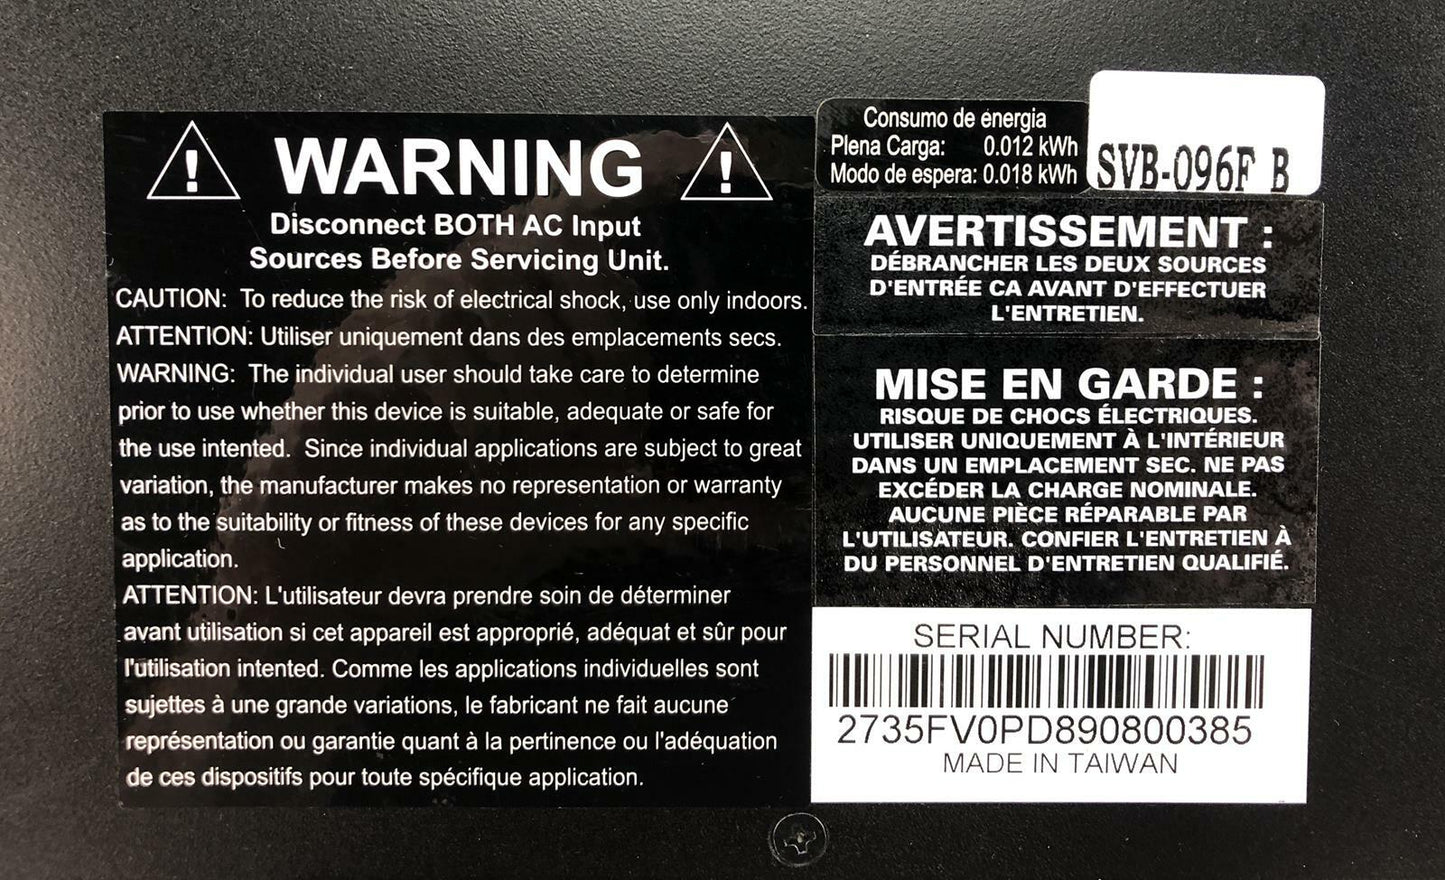 WARNING
Disconnect BOTH AC Input
Sources Before Servicing Unit.
CAUTION: To reduce the risk of electrical shock, use only indoors.
ATTENTION: Utiliser uniquement dans des emplacements secs.
WARNING: The individual user should take care to determine
prior to use whether this device is suitable, adequate or safe for
the use intented. Since individual applications are subject to great
variation, the manufacturer makes no representation or warranty
as to the suitability or fitness of these devices for any specific
application.
ATTENTION: L'utilisateur devra prendre soin de déterminer
avant utilisation si cet appareil est approprié, adéquat et sûr pour
l'utilisation intented. Comme les applications individuelles sont
sujettes à une grande variations, le fabricant ne fait aucune
représentation ou garantie quant à la pertinence ou l'adéquation
de ces dispositifs pour toute spécifique application.
Consumo de énergia
Plena Carga: 0.012 kWh
Modo de espera: 0.018 kWh
SVB-096F B
AVERTISSEMENT :
DÉBRANCHER LES DEUX SOURCES
D'ENTRÉE CA AVANT D'EFFECTUER
L'ENTRETIEN.
MISE EN GARDE :
RISQUE DE CHOCS ÉLECTRIQUES.
UTILISER UNIQUEMENT À L'INTÉRIEUR
DANS UN EMPLACEMENT SEC. NE PAS
EXCÉDER LA CHARGE NOMINALE.
AUCUNE PIÈCE RÉPARABLE PAR
L'UTILISATEUR. CONFIER L'ENTRETIEN À
DU PERSONNEL D'ENTRETIEN QUALIFIÉ.
SERIAL NUMBER:
2735FV0PD890800385
MADE IN TAIWAN